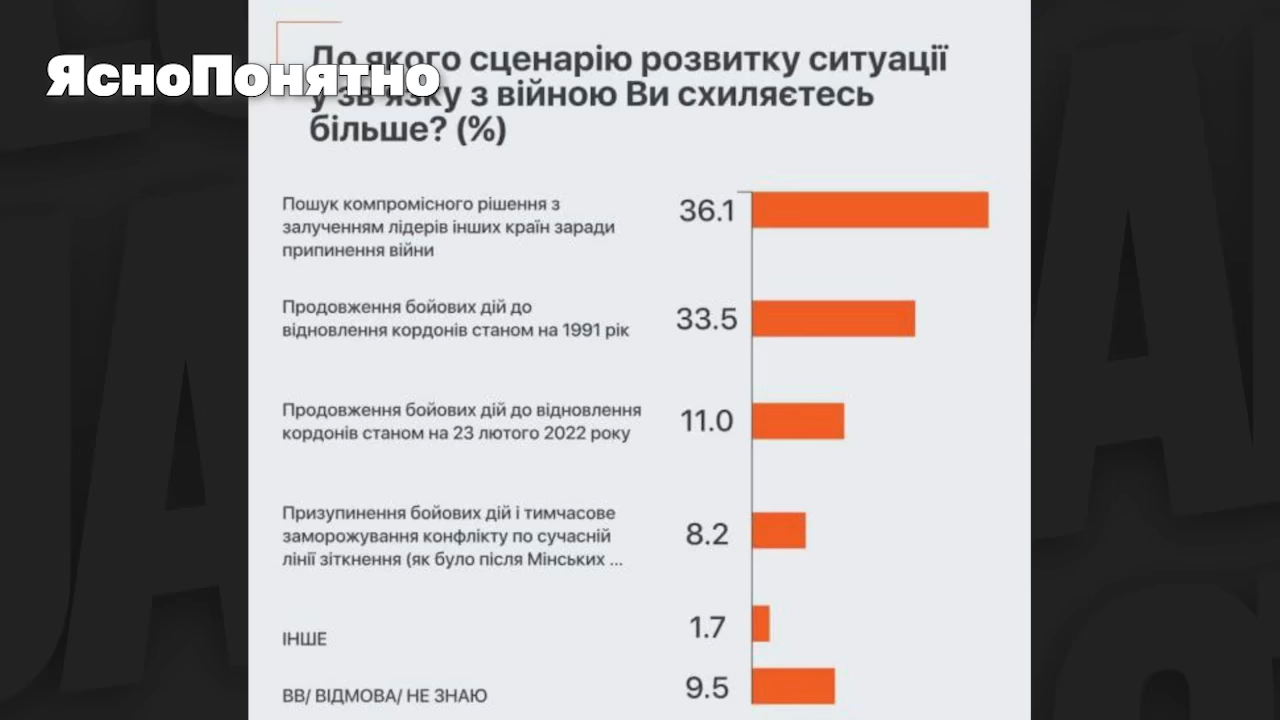 ЯсноПонятно
До якого сценарію розвитку ситуації
у зв'язку з війною Ви схиляєтесь
більше? (%)
Пошук компромісного рішення з
залученням лідерів інших країн заради
припинення війни
36.1
Продовження бойових дій до
відновлення кордонів станом на 1991 рік
33.5
Продовження бойових дій до відновлення
кордонів станом на 23 лютого 2022 року
11.0
Призупинення бойових дій і тимчасове
заморожування конфлікту по сучасній
лінії зіткнення (як було після Мінських ...
8.2
ІНШЕ
1.7
ВВ/ ВІДМОВА/ НЕ ЗНАЮ
9.5